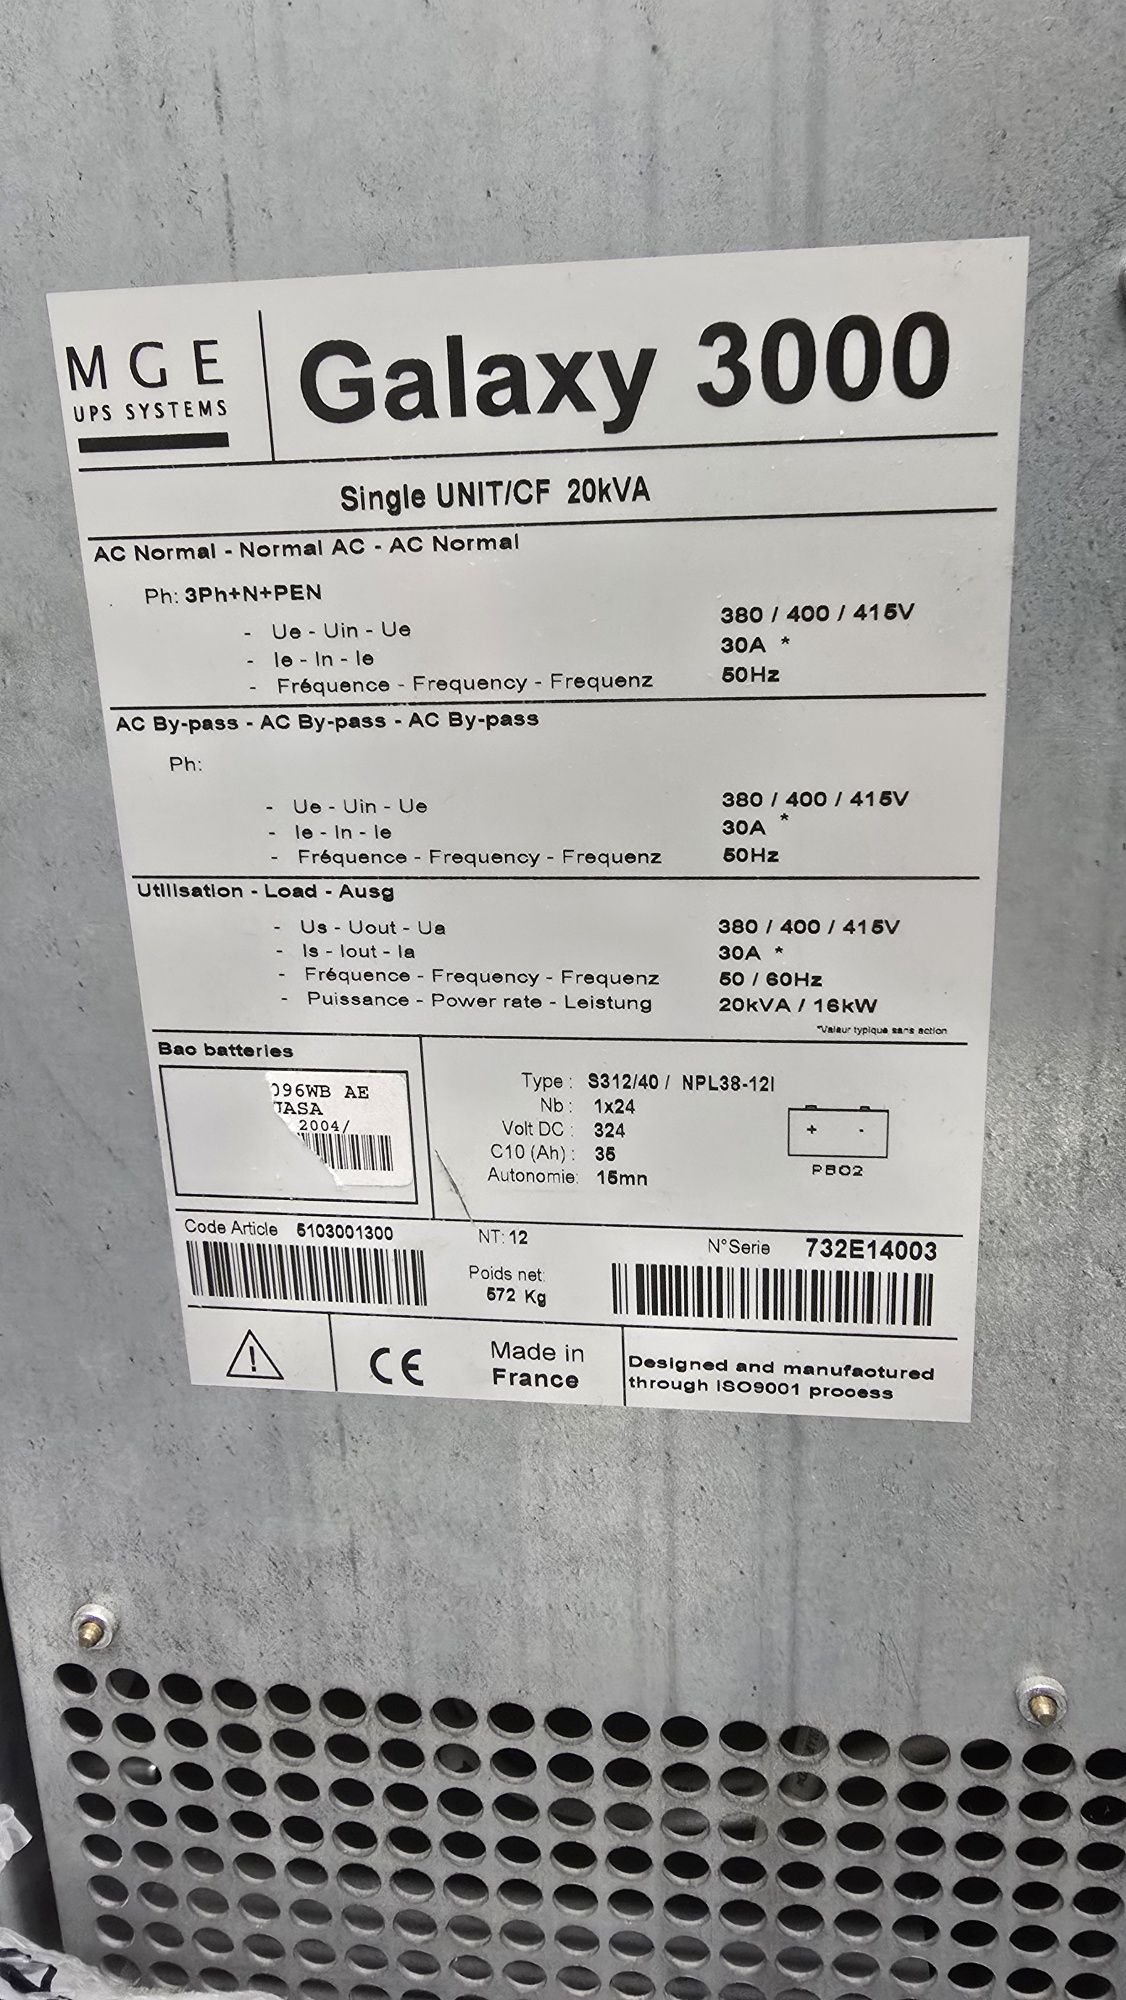 MGE
UPS SYSTEMS
Galaxy 3000
Single UNIT/CF 20kVA
AC Normal - Normal AC - AC Normal
Ph: 3Ph+N+PEN
- Ue - Uin - Ue 380 / 400 / 415V
- Ie - In - Ie 30A *
- Fréquence - Frequency - Frequenz 50Hz
AC By-pass - AC By-pass - AC By-pass
Ph:
- Ue - Uin - Ue 380 / 400 / 415V
- Ie - In - Ie 30A *
- Fréquence - Frequency - Frequenz 50Hz
Utilisation - Load - Ausg
- Us - Uout - Ua 380 / 400 / 415V
- Is - Iout - Ia 30A *
- Fréquence - Frequency - Frequenz 50 / 60Hz
- Puissance - Power rate - Leistung 20kVA / 16kW
*Valeur typique sans action
Bac batteries
096WB AE
2004/
Type : S312/40 / NPL38-12I
Nb : 1x24
Volt DC : 324
C10 (Ah) : 35
Autonomie: 15mn
+ -
PB02
Code Article 5103001300
NT: 12
Poids net:
572 Kg
N°Serie 732E14003
!
CE
Made in
France
Designed and manufactured
through ISO9001 process